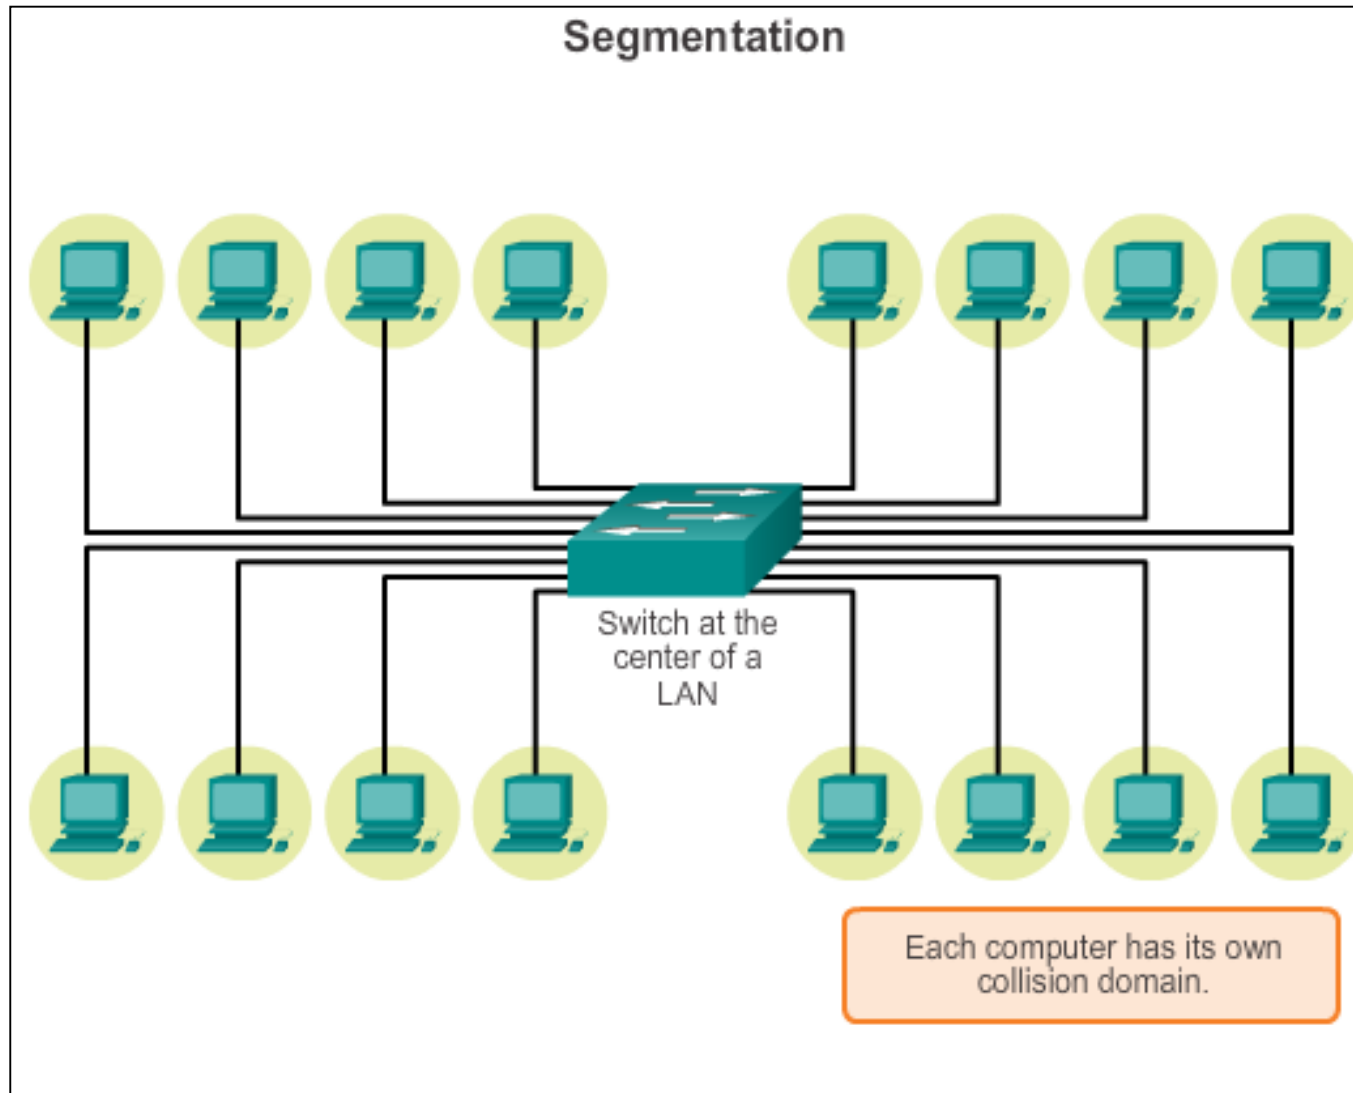 Segmentation
Switch at the
center of a
LAN
Each computer has its own
collision domain.